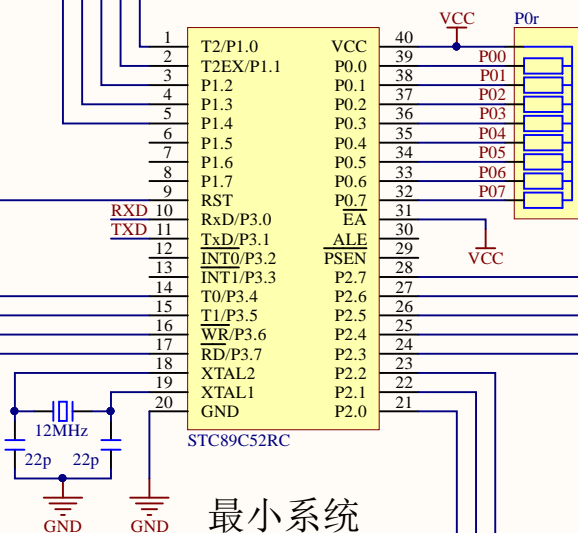 VCC P0r
1 T2/P1.0 VCC 40
2 T2EX/P1.1 P0.0 39 P00
3 P1.2 P0.1 38 P01
4 P1.3 P0.2 37 P02
5 P1.4 P0.3 36 P03
6 P1.5 P0.4 35 P04
7 P1.6 P0.5 34 P05
8 P1.7 P0.6 33 P06
9 RST P0.7 32 P07
RXD 10 RxD/P3.0 EA 31
TXD 11 TxD/P3.1 ALE 30
12 INT0/P3.2 PSEN 29 VCC
13 INT1/P3.3 P2.7 28
14 T0/P3.4 P2.6 27
15 T1/P3.5 P2.5 26
16 WR/P3.6 P2.4 25
17 RD/P3.7 P2.3 24
18 XTAL2 P2.2 23
19 XTAL1 P2.1 22
20 GND P2.0 21
12MHz STC89C52RC
22p 22p
GND GND 最小系统